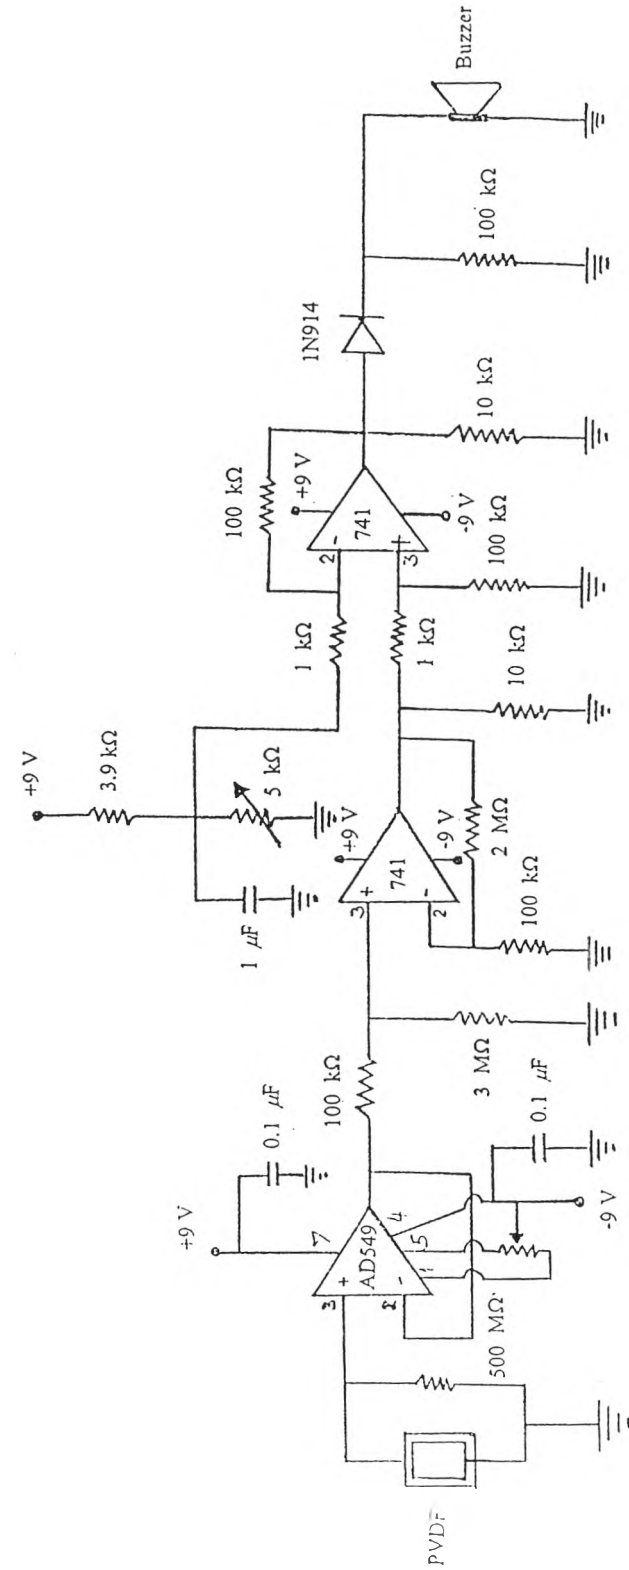 PVDF
500 MΩ
+9 V
0.1 μF
3
+
7
AD549
2
-
4
5
1
-9 V
0.1 μF
100 kΩ
3 MΩ
3
+
+9 V
741
2
-
-9 V
100 kΩ
2 MΩ
1 μF
+9 V
3.9 kΩ
5 kΩ
10 kΩ
1 kΩ
1 kΩ
100 kΩ
2
-
+9 V
741
3
+
-9 V
100 kΩ
10 kΩ
1N914
100 kΩ
Buzzer